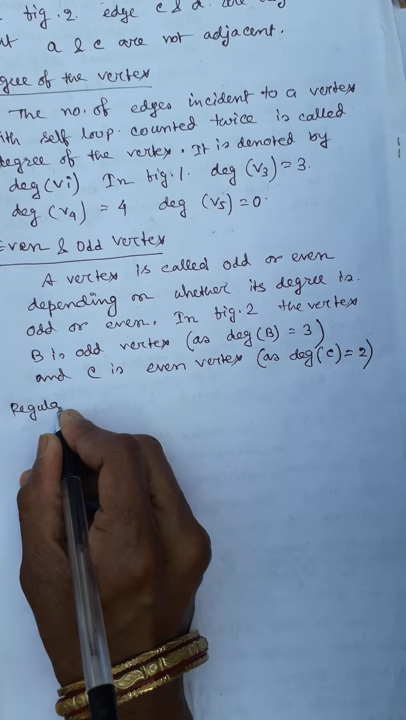 fig. 2. edge c & d are
a & c are not adjacent.
gree of the vertex
The no. of edges incident to a vertex
ith self loop counted twice is called
degree of the vertex. It is denoted by
deg (vi) In fig. 1. deg (V3) = 3.
deg (V4) = 4 deg (V5) = 0.
Even & Odd vertex
A vertex is called odd or even
depending on whether its degree is
odd or even. In fig. 2 the vertex
B is odd vertex (as deg(B) = 3)
and C is even vertex (as deg(c) = 2)
Regula